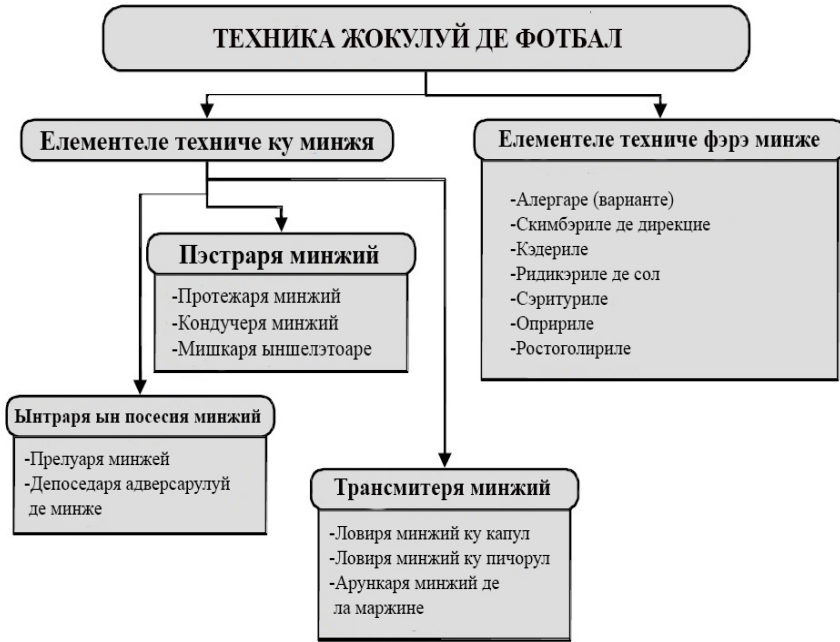 ТЕХНИКА ЖОКУЛУЙ ДЕ ФОТБАЛ
Елементеле техниче ку минжя
Елементеле техниче фэрэ минже
-Алергаре (варианте)
-Скимбэриле де дирекцие
-Кэдериле
-Ридикэриле де сол
-Сэритуриле
-Опририле
-Ростоголириле
Пэстраря минжий
-Протежаря минжий
-Кондучеря минжий
-Мишкаря ыншелэтоаре
Ынтраря ын посесия минжий
-Прелуаря минжей
-Депоседаря адверсарулуй
де минже
Трансмитеря минжий
-Ловиря минжий ку капул
-Ловиря минжий ку пичорул
-Арункаря минжий де
ла маржине